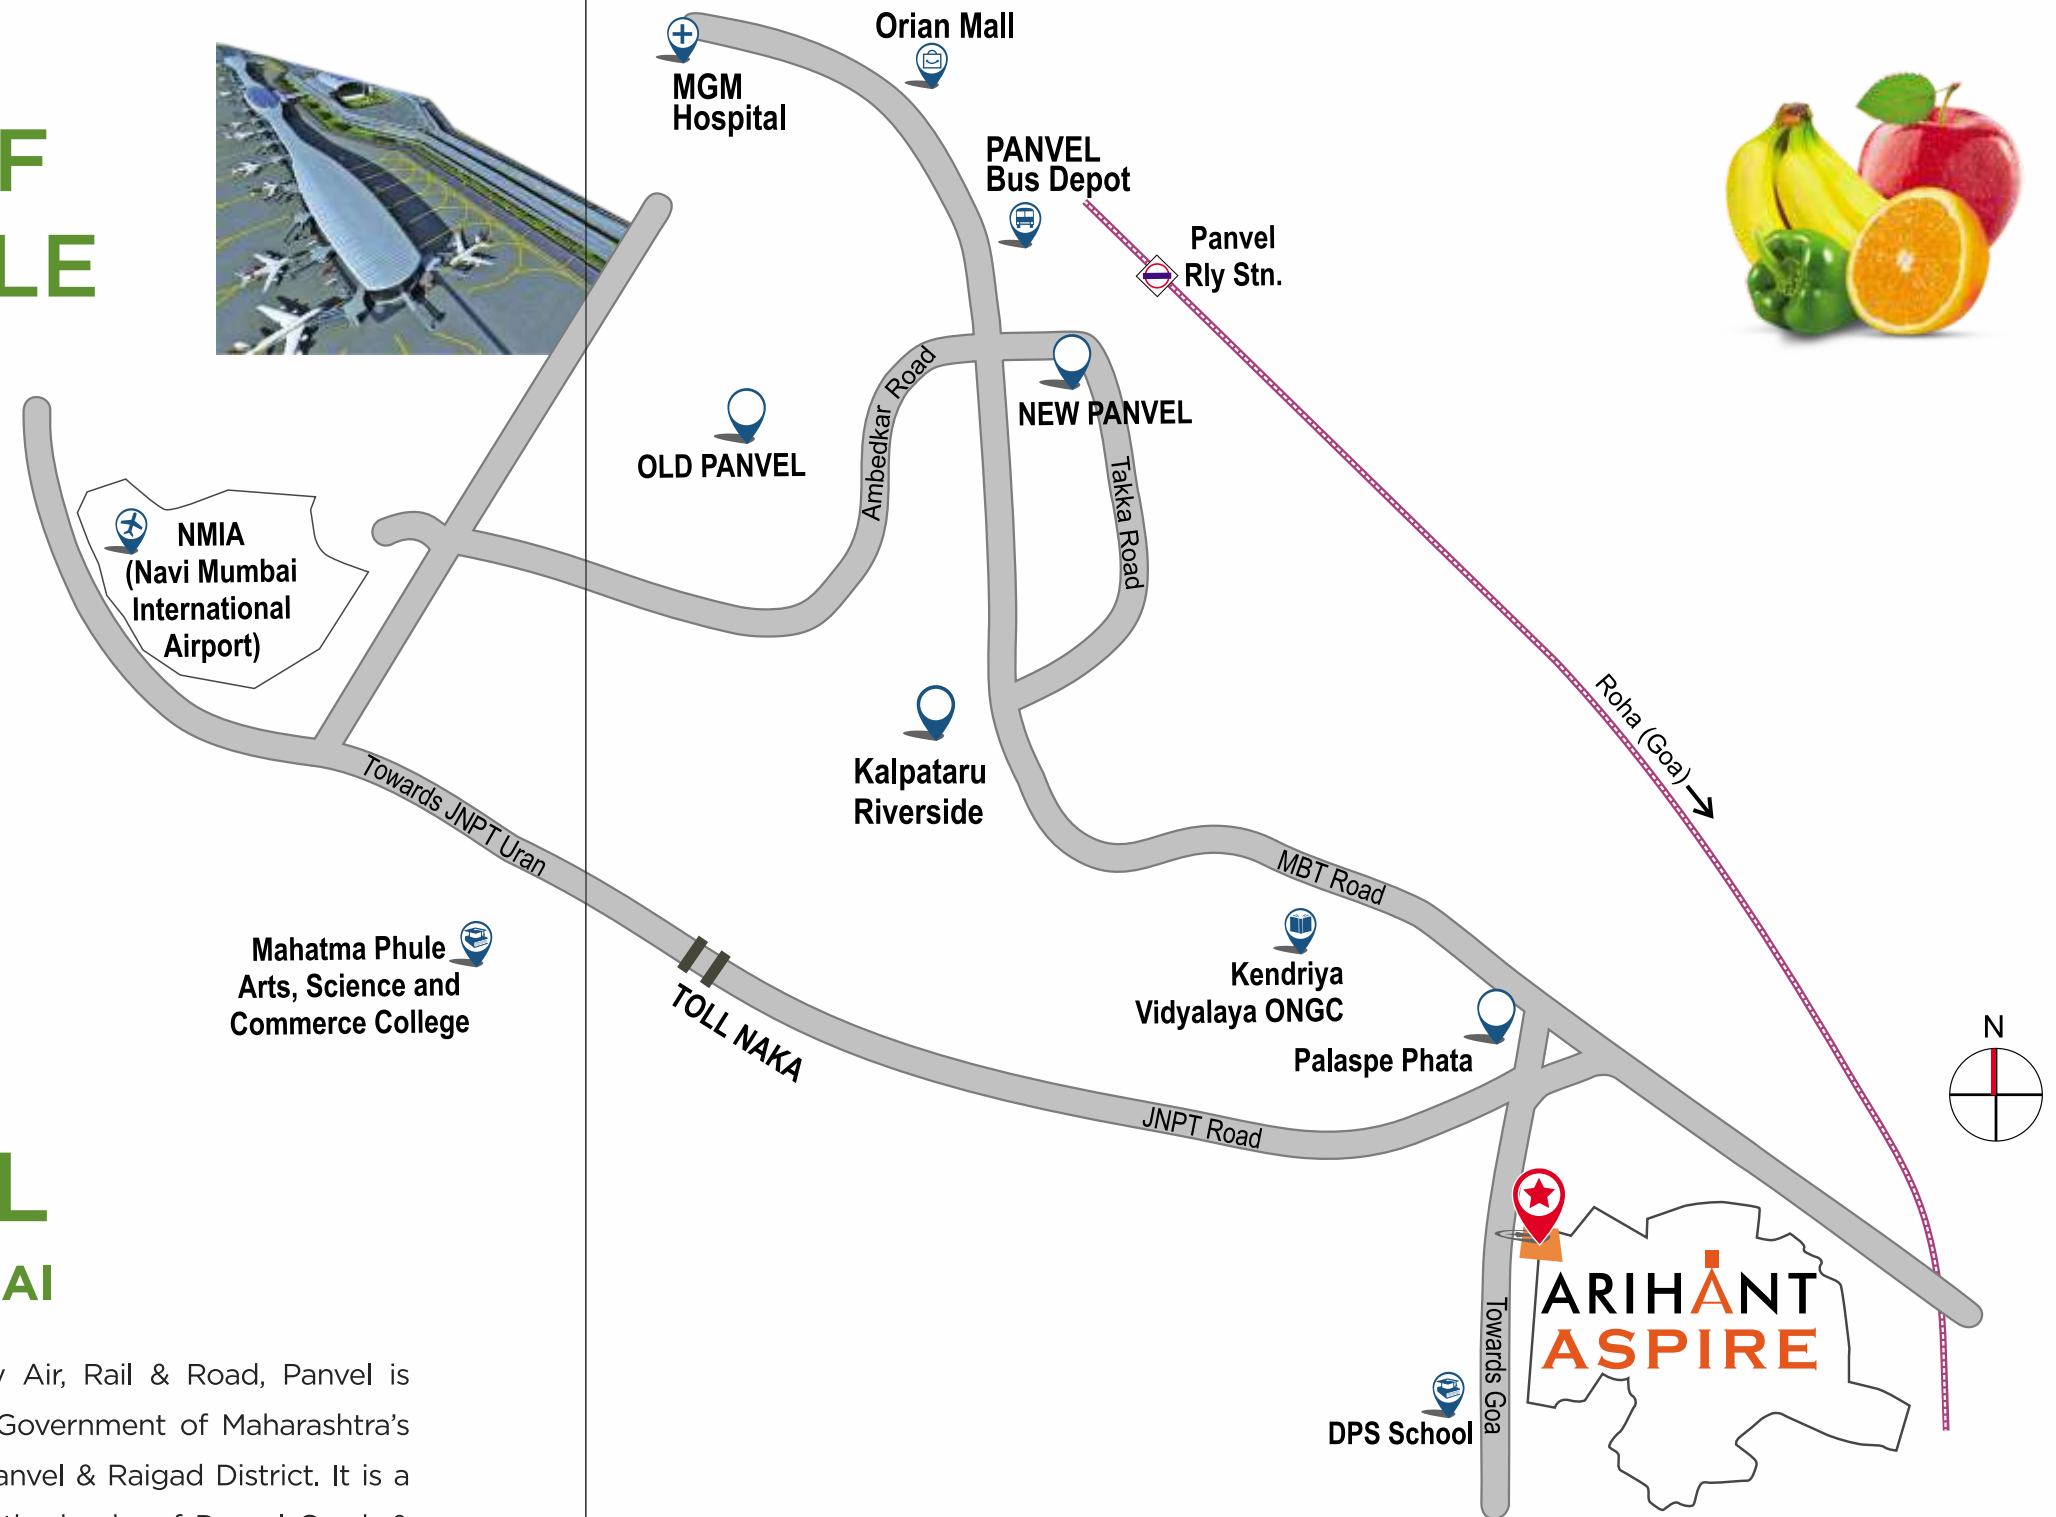 F
LE
Orian Mall
MGM
Hospital
PANVEL
Bus Depot
Panvel
Rly Stn.
Ambedkar Road
NEW PANVEL
OLD PANVEL
Takka Road
NMIA
(Navi Mumbai
International
Airport)
Roha (Goa)
Kalpataru
Riverside
Towards JNPT Uran
MBT Road
Mahatma Phule
Arts, Science and
Commerce College
TOLL NAKA
Kendriya
Vidyalaya ONGC
Palaspe Phata
N
JNPT Road
L
AI
ARIHANT
ASPIRE
Towards Goa
DPS School
Air, Rail & Road, Panvel is
Government of Maharashtra's
anvel & Raigad District. It is a